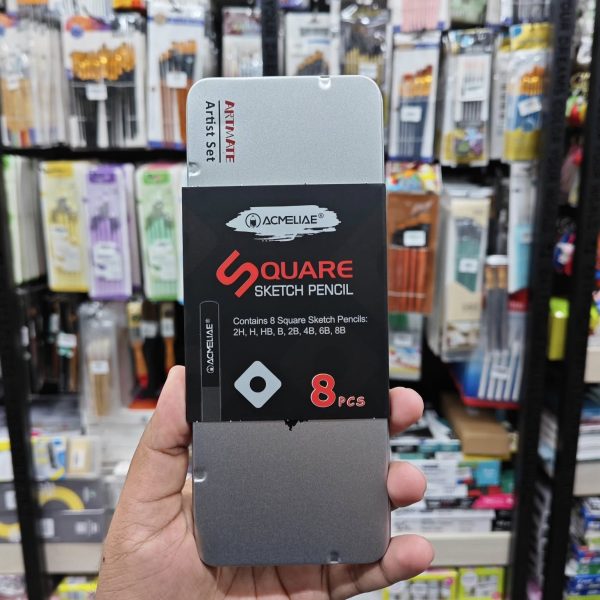 ARTMATE
Artist Set
ACMELIAE®
SQUARE
SKETCH PENCIL
Contains 8 Square Sketch Pencils:
2H, H, HB, B, 2B, 4B, 6B, 8B
ACMELIAE®
8 PCS